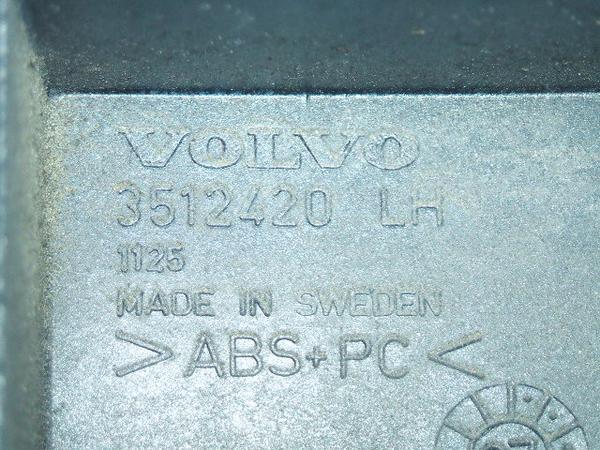 VOLVO
3512420 LH
1125
MADE IN SWEDEN
>ABS+PC<